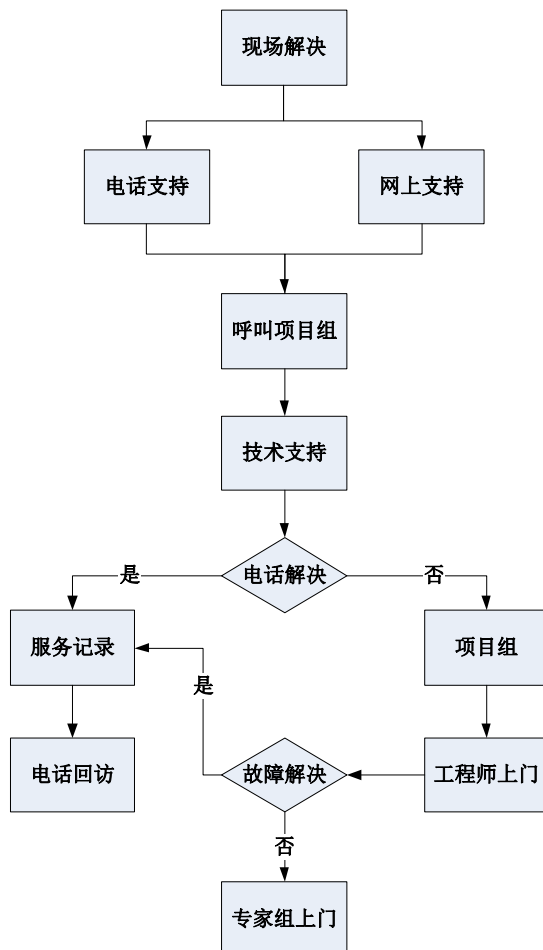 现场解决
电话支持
网上支持
呼叫项目组
技术支持
电话解决
是
否
服务记录
项目组
是
电话回访
故障解决
工程师上门
否
专家组上门